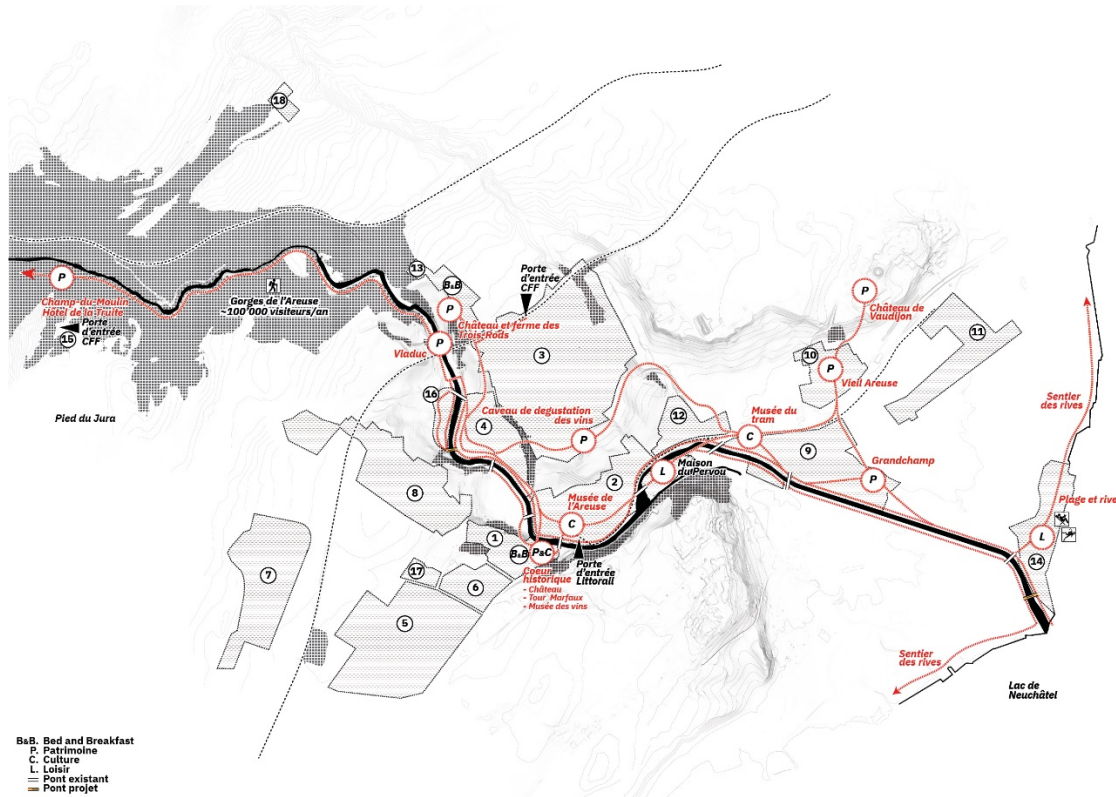 18
13
B&B
Porte
d'entrée
CFF
P
P
Champ-du-Moulin
Hôtel de la Truite
Porte
d'entrée
CFF
15
Gorges de l'Areuse
~100'000 visiteurs/an
P
Château et ferme des
Trois-Rods
P
Viaduc
3
P
Château de
Vaudijon
10
P
Vieil Areuse
11
Pied du Jura
16
4
Caveau de degustation
des vins
P
12
Musée du
tram
C
Sentier
des rives
9
Grandchamp
P
2
L
Maison
du Pervou
8
Musée de
l'Areuse
C
Plage et rive
L
14
1
B&B
P&C
Coeur
historique
- Château
- Tour Marfaux
- Musée des vins
Porte
d'entrée
Littorail
7
17
6
5
Sentier
des rives
Lac de
Neuchâtel
B&B. Bed and Breakfast
P. Patrimoine
C. Culture
L. Loisir
Pont existant
Pont projet